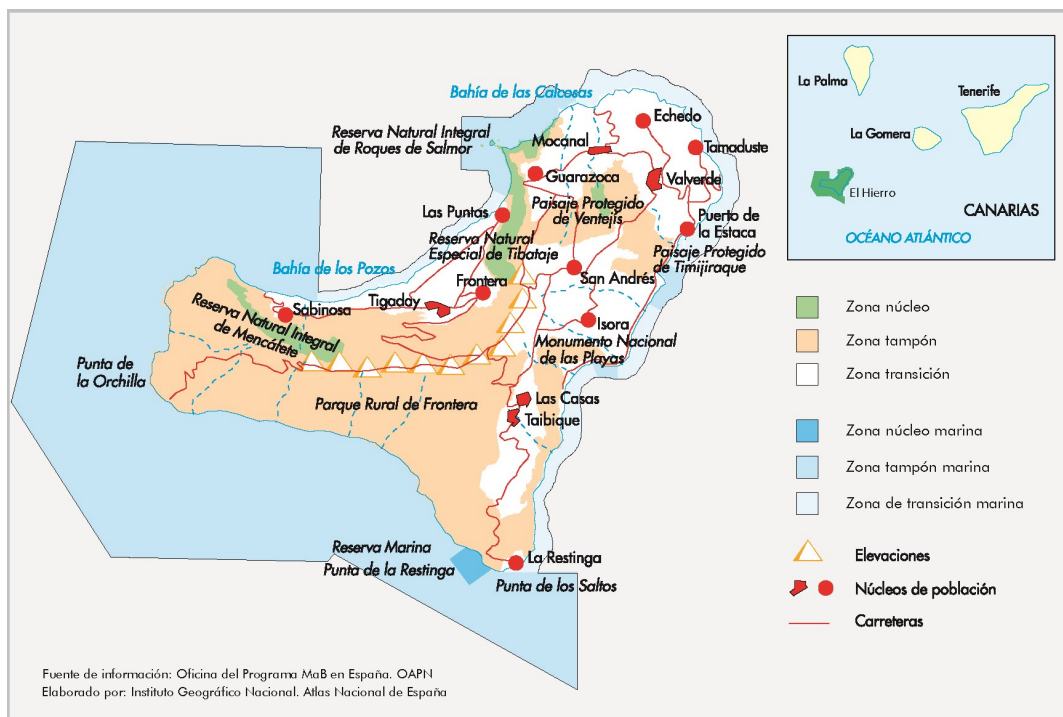 Bahía de las Calcosas
Reserva Natural Integral
de Roques de Salmor
Mocanal
Echedo
Tamaduste
Guarazoca
Valverde
Las Puntas
Paisaje Protegido
de Ventejís
Puerto de
la Estaca
Reserva Natural
Especial de Tibataje
Paisaje Protegido
de Timijiraque
Bahía de los Pozos
San Andrés
Frontera
Tigaday
Sabinosa
Reserva Natural Integral
de Mencáfete
Isora
Monumento Nacional
de las Playas
Punta de
la Orchilla
Parque Rural de Frontera
Las Casas
Taibique
Reserva Marina
Punta de la Restinga
La Restinga
Punta de los Saltos
La Palma
Tenerife
La Gomera
El Hierro
CANARIAS
OCÉANO ATLÁNTICO
Zona núcleo
Zona tampón
Zona transición
Zona núcleo marina
Zona tampón marina
Zona de transición marina
Elevaciones
Núcleos de población
Carreteras
Fuente de información: Oficina del Programa MaB en España. OAPN
Elaborado por: Instituto Geográfico Nacional. Atlas Nacional de España